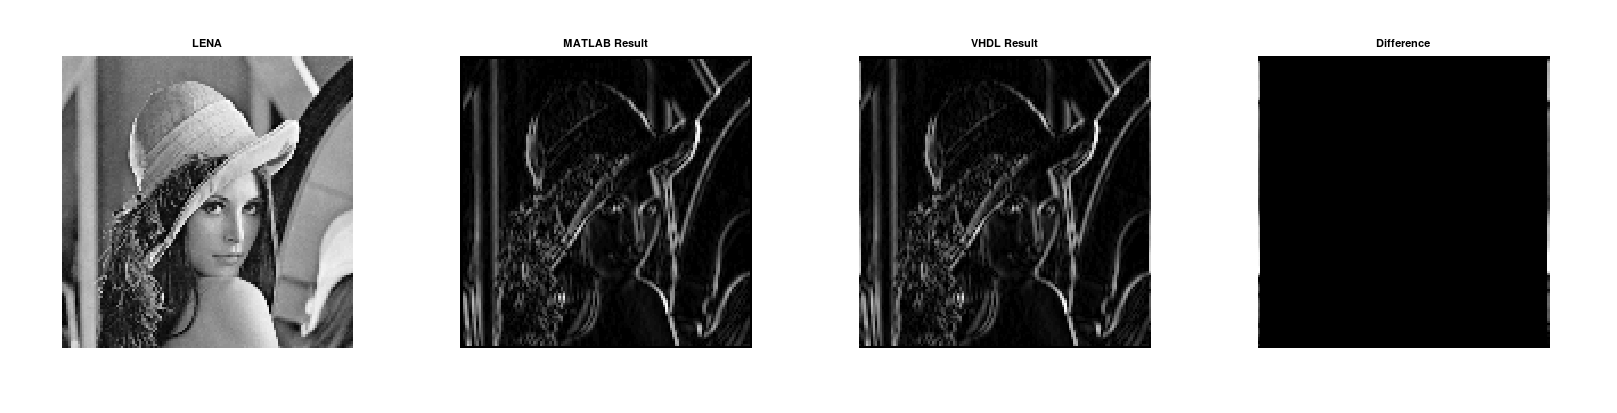 LENA
MATLAB Result
VHDL Result
Difference